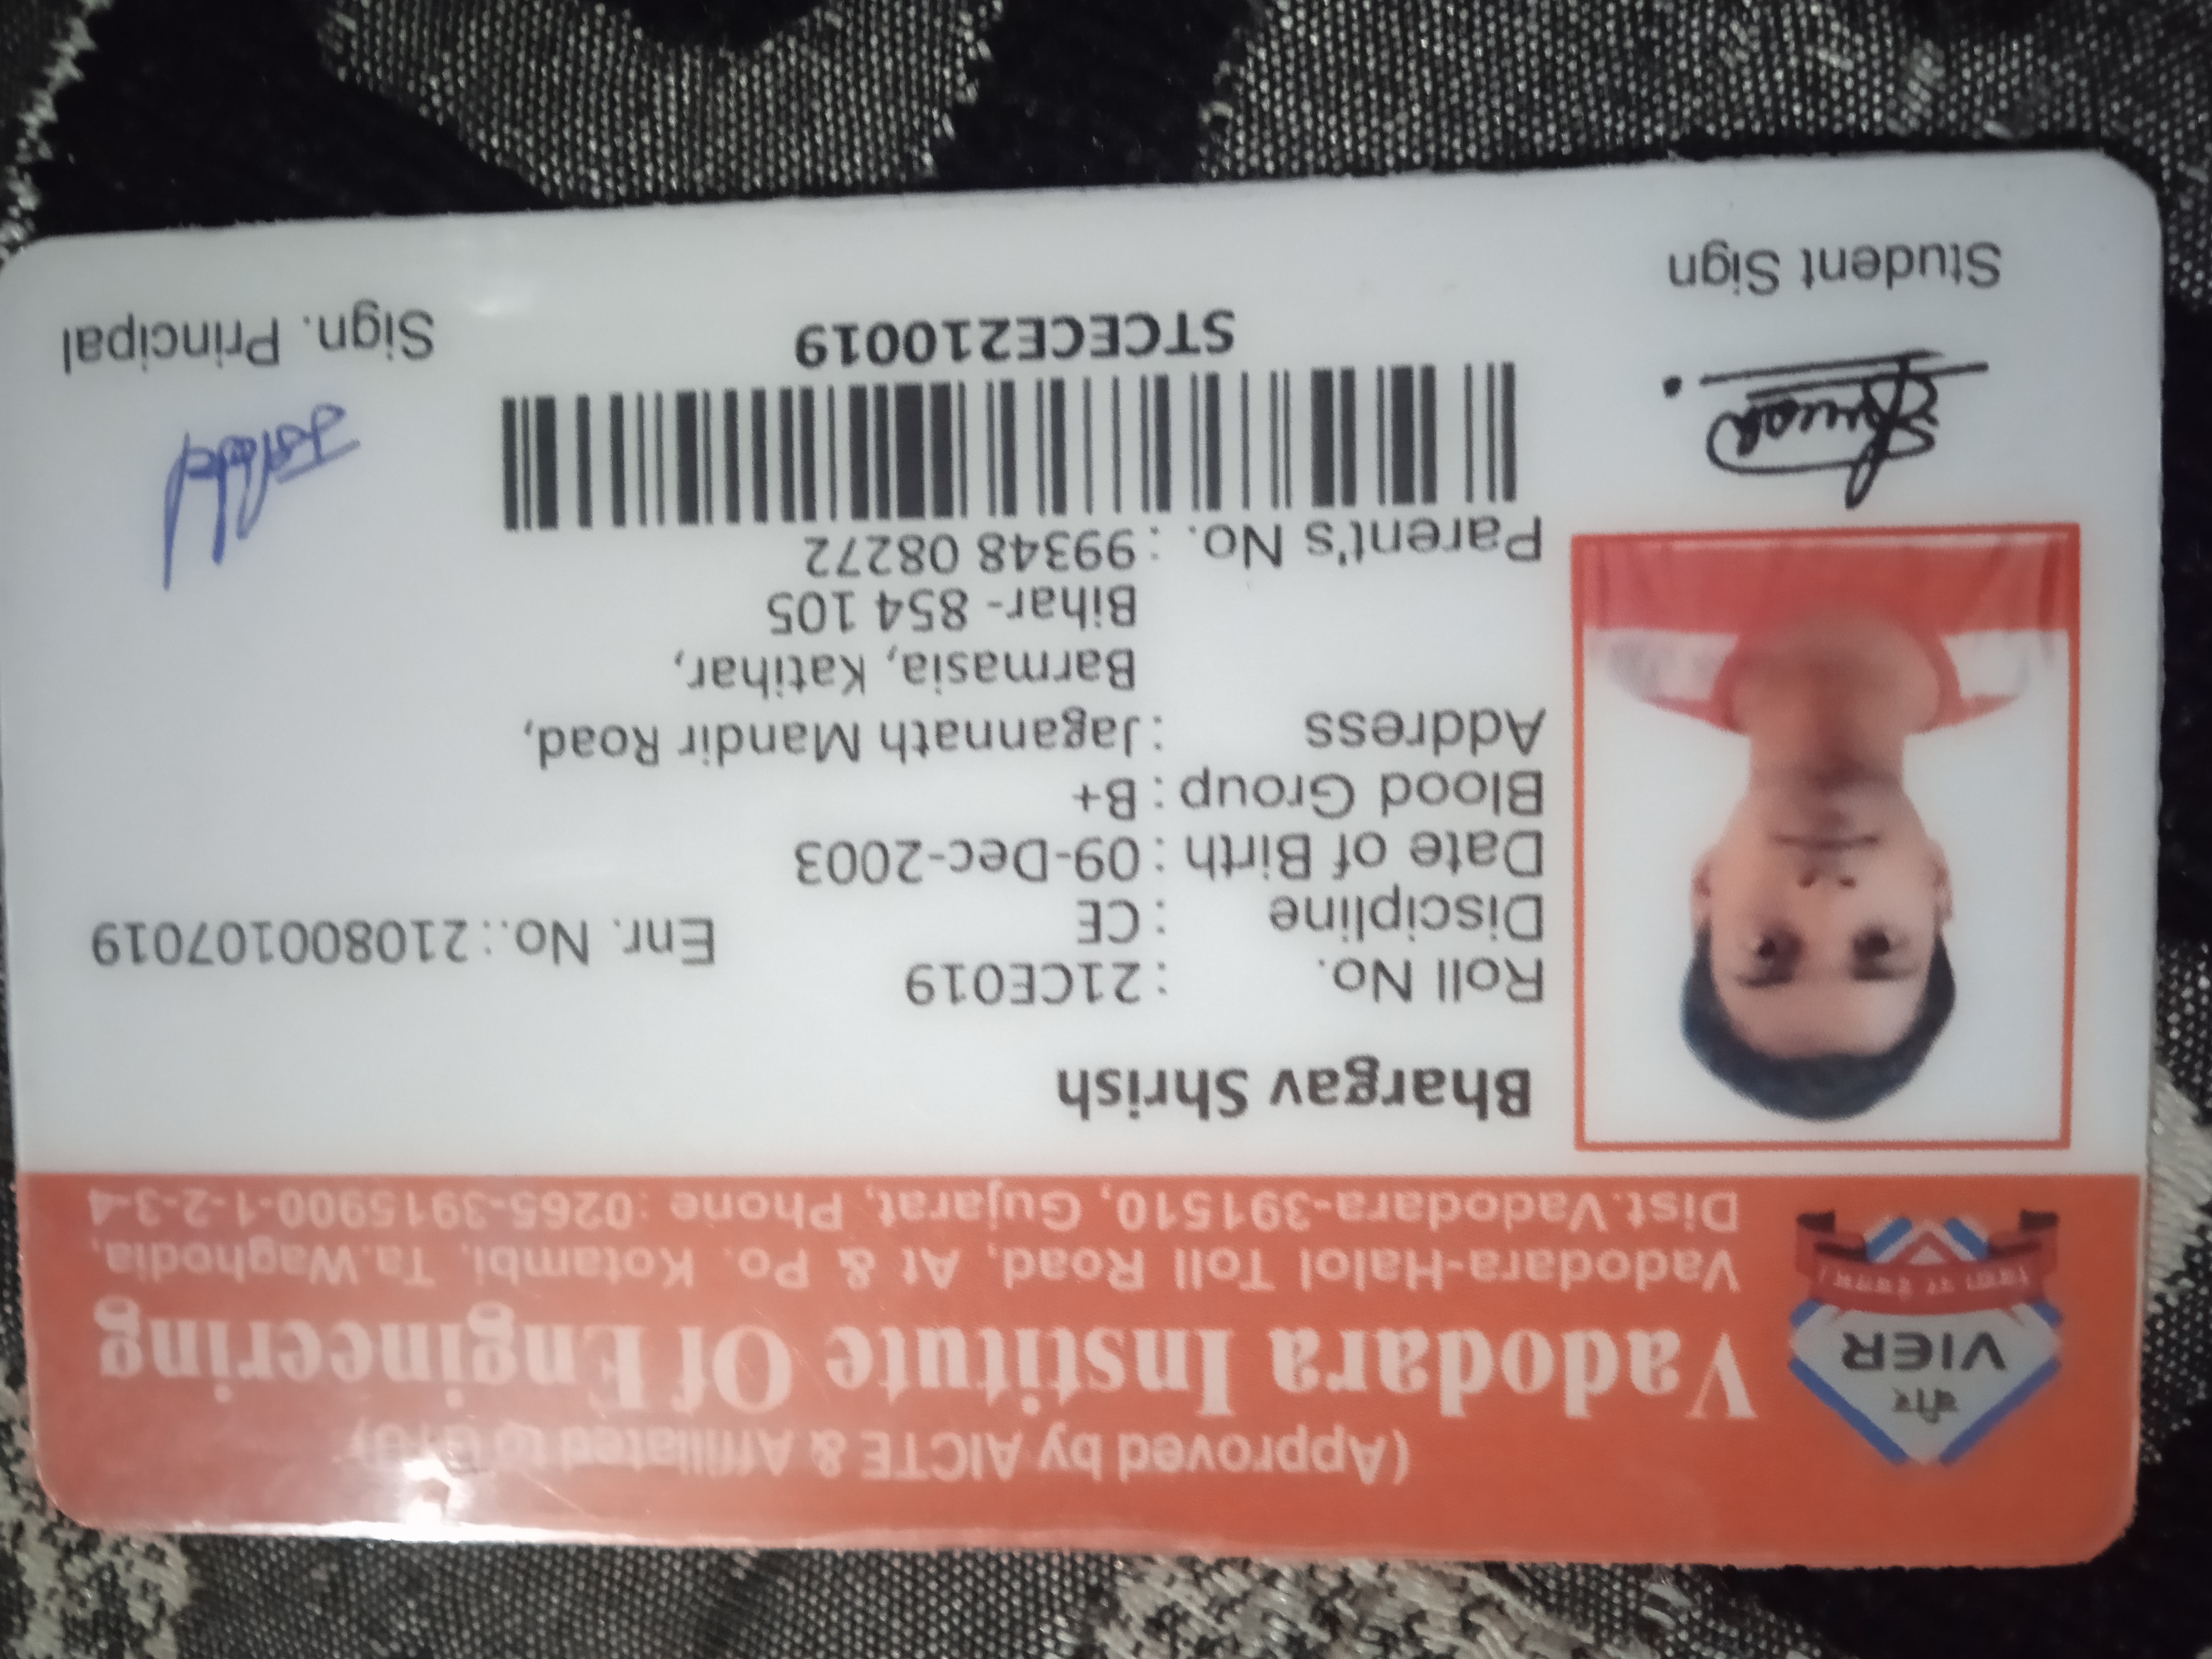 (Approved by AICTE & Affiliated to GTU)
वीर
VIER
Vadodara Institute Of Engineering
Vadodara-Halol Toll Road, At & Po. Kotambi, Ta.Waghodia,
Dist.Vadodara-391510, Gujarat, Phone :0265-3915900-1-2-3-4
Bhargav Shrish
Roll No. : 21CE019
Enr. No.: 210800107019
Discipline : CE
Date of Birth : 09-Dec-2003
Blood Group : B+
Address : Jagannath Mandir Road,
Barmasia, Katihar,
Bihar- 854 105
Parent's No. : 99348 08272
Shrish
STCECE210019
Student Sign
Sign. Principal